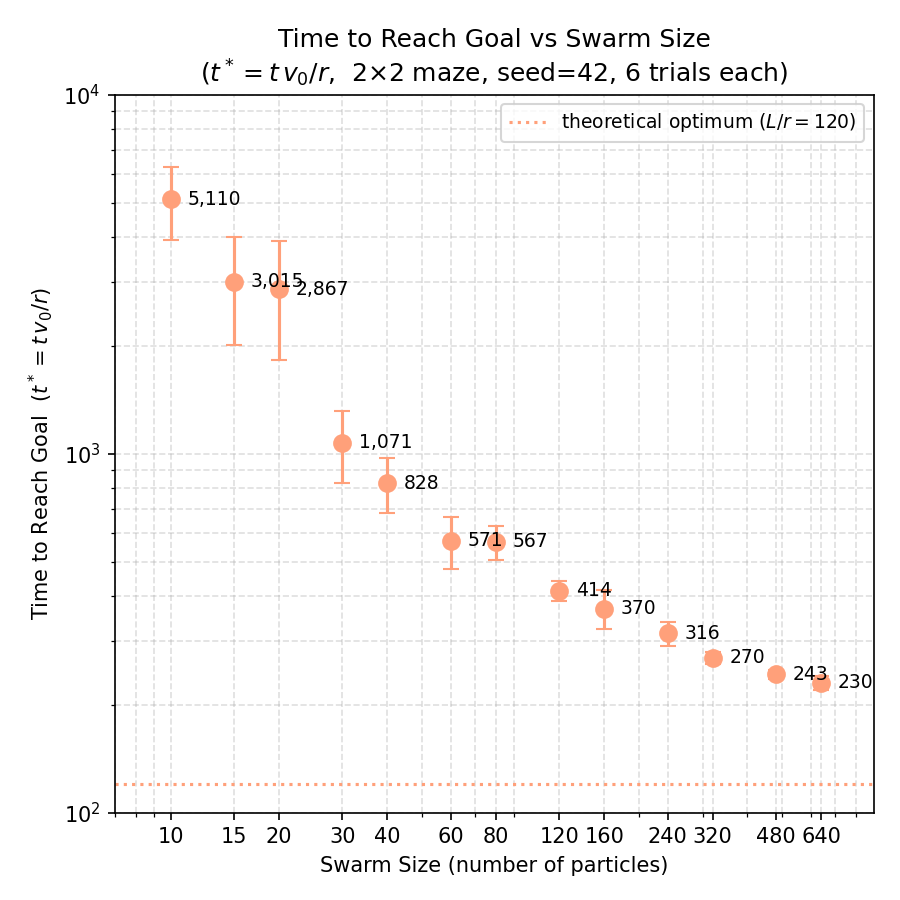 Time to Reach Goal vs Swarm Size
(t* = t v₀/r, 2×2 maze, seed=42, 6 trials each)
theoretical optimum (L/r = 120)
Time to Reach Goal (t* = t v₀/r)
10⁴
10³
10²
5,110
3,015
2,867
1,071
828
571
567
414
370
316
270
243
230
10 15 20 30 40 60 80 120 160 240 320 480 640
Swarm Size (number of particles)